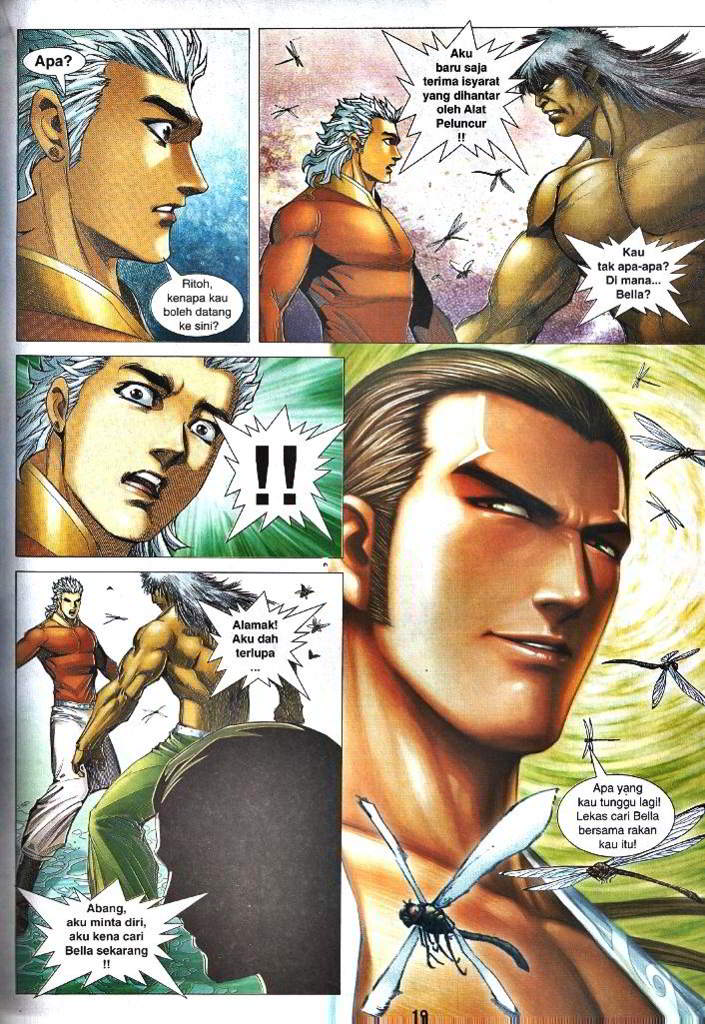 Apa?
Ritoh,
kenapa kau
boleh datang
ke sini?
Aku
baru saja
terima isyarat
yang dihantar
oleh Alat
Peluncur
!!
Kau
tak apa-apa?
Di mana...
Bella?
!!
Alamak!
Aku dah
terlupa
...
Abang,
aku minta diri,
aku kena cari
Bella sekarang
!!
Apa yang
kau tunggu lagi!
Lekas cari Bella
bersama rakan
kau itu!
19